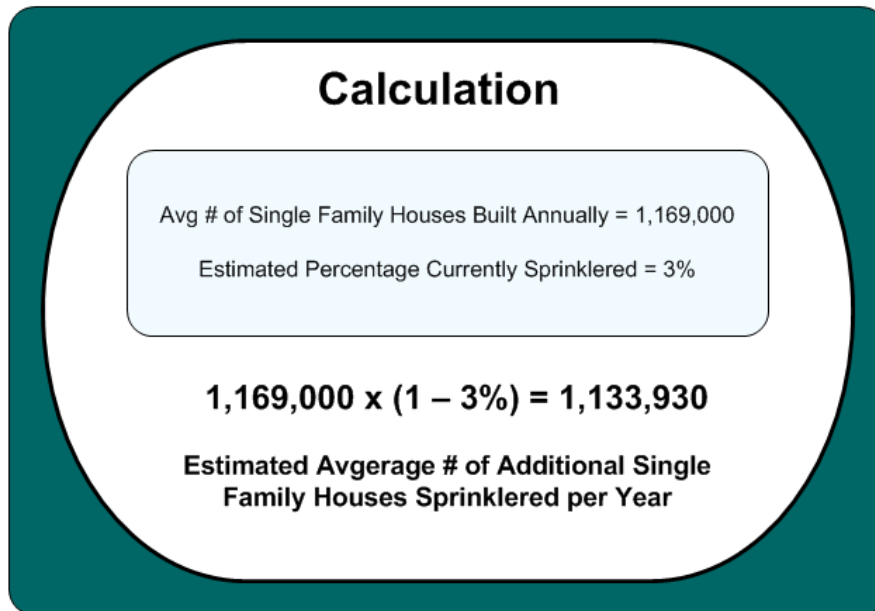 Calculation
Avg # of Single Family Houses Built Annually = 1,169,000
Estimated Percentage Currently Sprinklered = 3%
1,169,000 x (1 – 3%) = 1,133,930
Estimated Avgerage # of Additional Single
Family Houses Sprinklered per Year